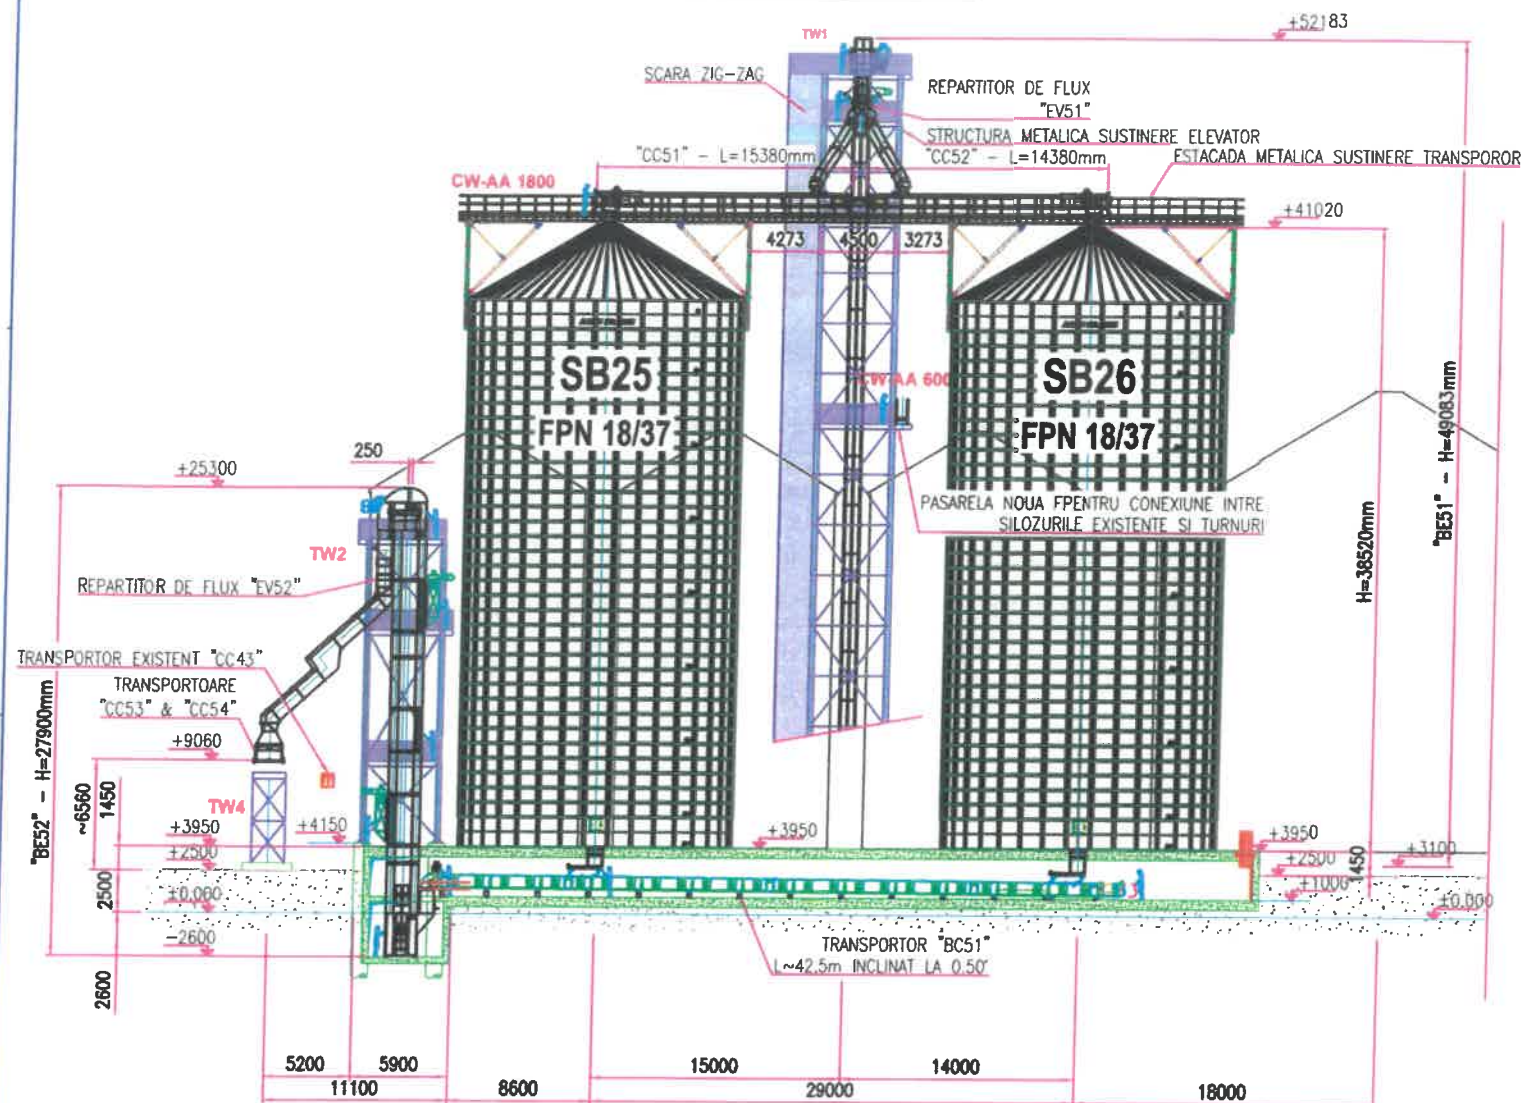 TW1
+52183
SCARA ZIG-ZAG
REPARTITOR DE FLUX
"EV51"
STRUCTURA METALICA SUSTINERE ELEVATOR
"CC51" - L=15380mm
"CC52" - L=14380mm
ESTACADA METALICA SUSTINERE TRANSPOROR
CW-AA 1800
+41020
4273
4500
3273
SB25
FPN 18/37
SB26
FPN 18/37
CW-AA 600
"BE51" - H=49083mm
H=38520mm
250
+25300
PASARELA NOUA FPENTRU CONEXIUNE INTRE
SILOZURILE EXISTENTE SI TURNURI
TW2
REPARTITOR DE FLUX "EV52"
TRANSPORTOR EXISTENT "CC43"
TRANSPORTOARE
"CC53" & "CC54"
"BE52" - H=27900mm
+9060
~6560
1450
TW4
+3950
+4150
+3950
+3950
+2500
+2500
+3100
1450
2500
±0,000
+1000
±0,000
-2600
2600
TRANSPORTOR "BC51"
L~42.5m INCLINAT LA 0.50°
5200
5900
15000
14000
11100
8600
29000
18000